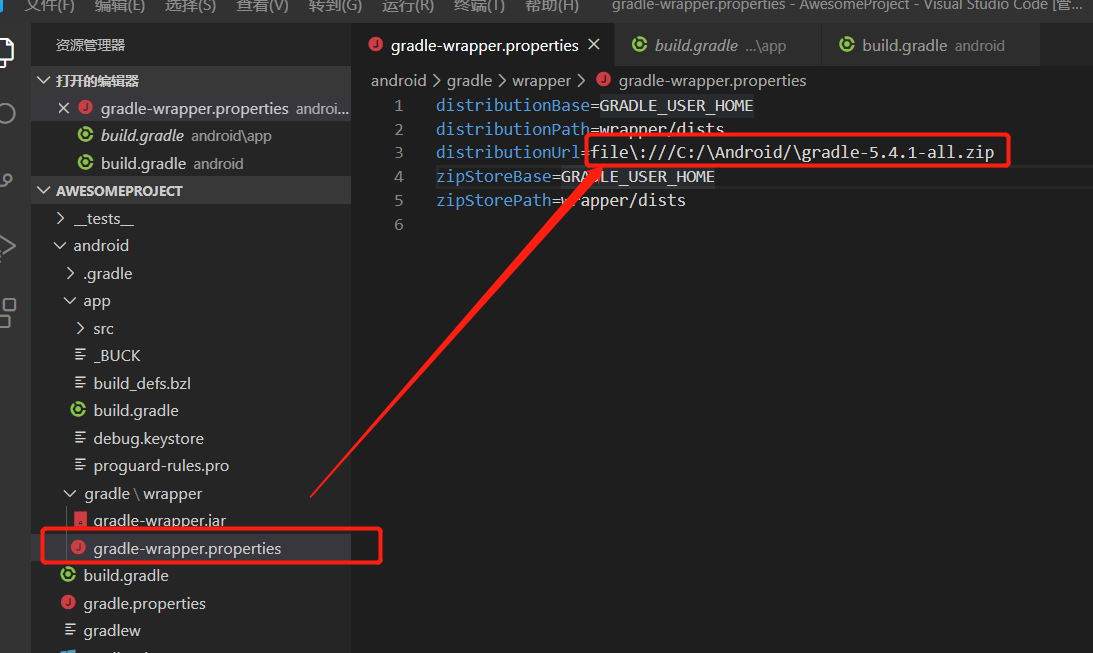 文件(F) 编辑(E) 选择(S) 查看(V) 转到(G) 运行(R) 终端(T) 帮助(H) gradle-wrapper.properties - AwesomeProject - Visual Studio Code [管...
资源管理器
打开的编辑器
gradle-wrapper.properties androi...
build.gradle android\app
build.gradle android
AWESOMEPROJECT
__tests__
android
.gradle
app
src
_BUCK
build_defs.bzl
build.gradle
debug.keystore
proguard-rules.pro
gradle \ wrapper
gradle-wrapper.jar
gradle-wrapper.properties
build.gradle
gradle.properties
gradlew
gradle-wrapper.properties
build.gradle ...\app
build.gradle android
android > gradle > wrapper > gradle-wrapper.properties
1 distributionBase=GRADLE_USER_HOME
2 distributionPath=wrapper/dists
3 distributionUrl=file\:///C:/\Android/\gradle-5.4.1-all.zip
4 zipStoreBase=GRADLE_USER_HOME
5 zipStorePath=wrapper/dists
6